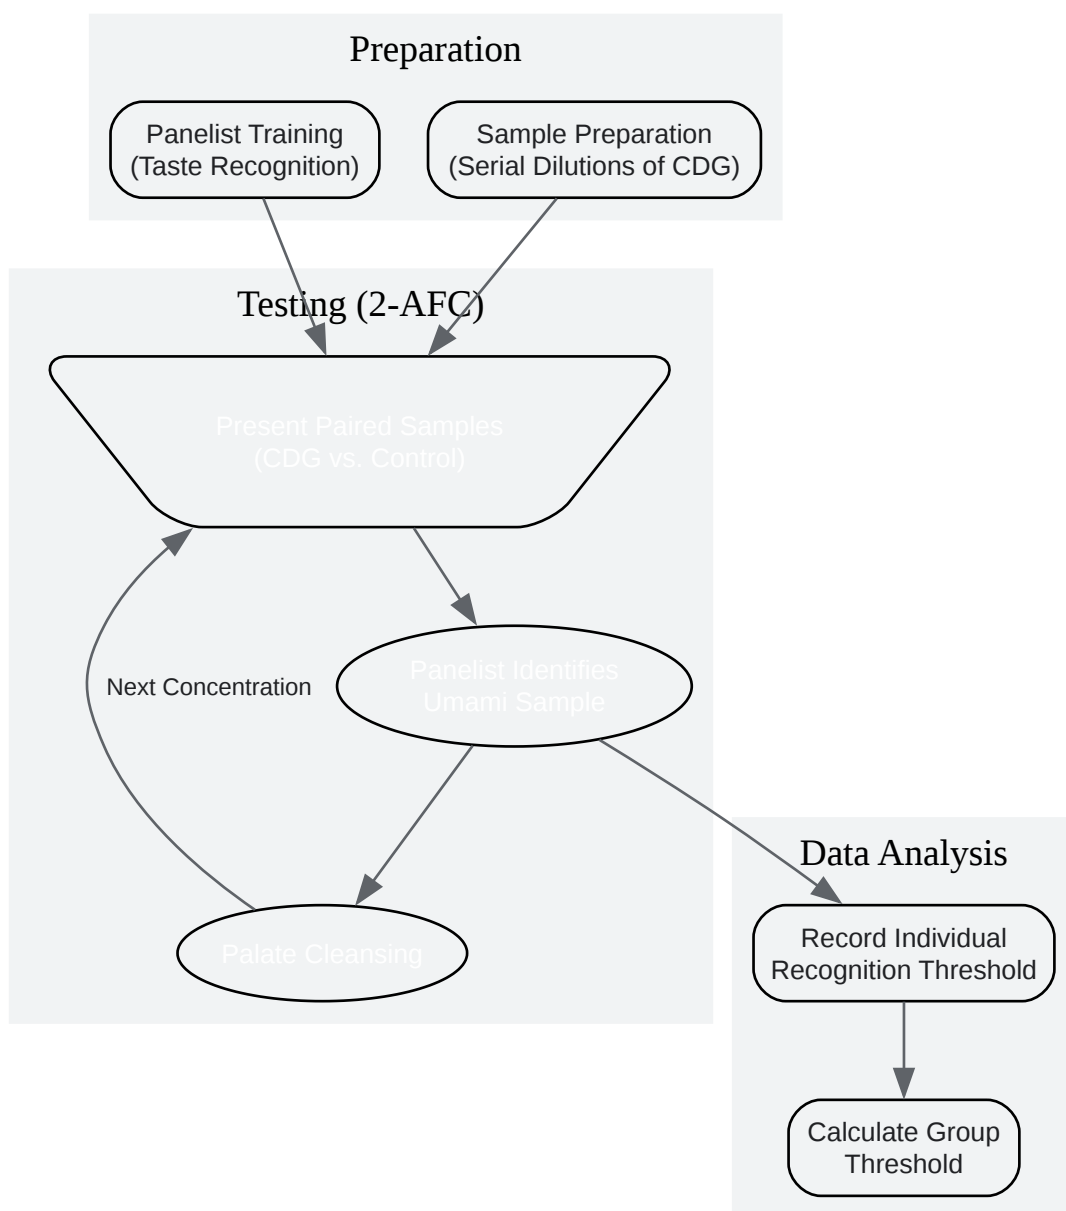 Preparation
Panelist Training
(Taste Recognition)
Sample Preparation
(Serial Dilutions of CDG)
Testing (2-AFC)
Present Paired Samples
(CDG vs. Control)
Next Concentration
Panelist Identifies
Umami Sample
Palate Cleansing
Data Analysis
Record Individual
Recognition Threshold
Calculate Group
Threshold